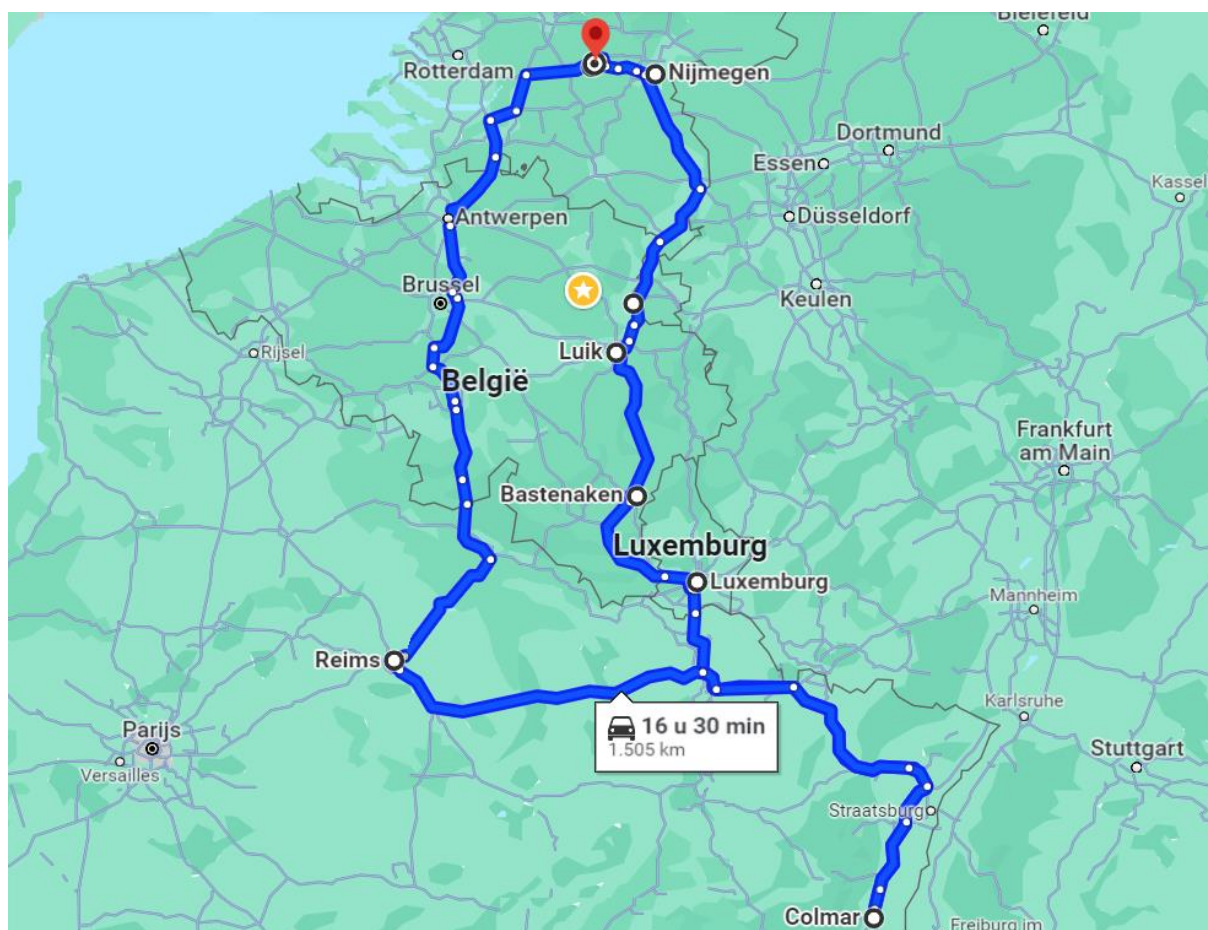 Bielefeld
Rotterdam
Nijmegen
Dortmund
Essen
Kassel
Antwerpen
Düsseldorf
Brussel
Keulen
Rijsel
Luik
België
Frankfurt
am Main
Bastenaken
Luxemburg
Luxemburg
Mannheim
Reims
Karlsruhe
16 u 30 min
1.505 km
Parijs
Versailles
Stuttgart
Straatsburg
Colmar
Freiburg im